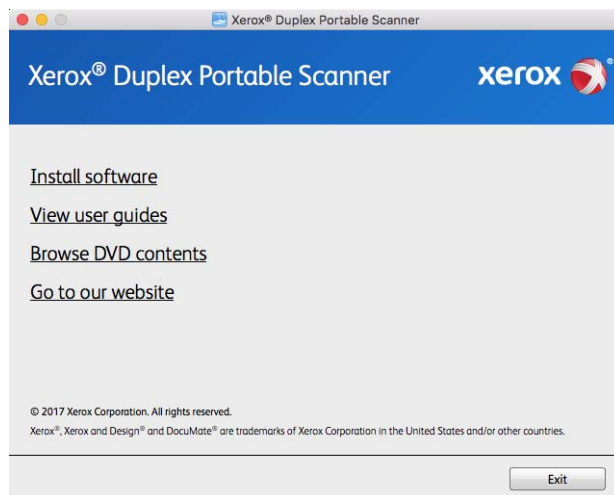 Xerox® Duplex Portable Scanner
Xerox® Duplex Portable Scanner
xerox ®
Install software
View user guides
Browse DVD contents
Go to our website
© 2017 Xerox Corporation. All rights reserved.
Xerox®, Xerox and Design® and DocuMate® are trademarks of Xerox Corporation in the United States and/or other countries.
Exit